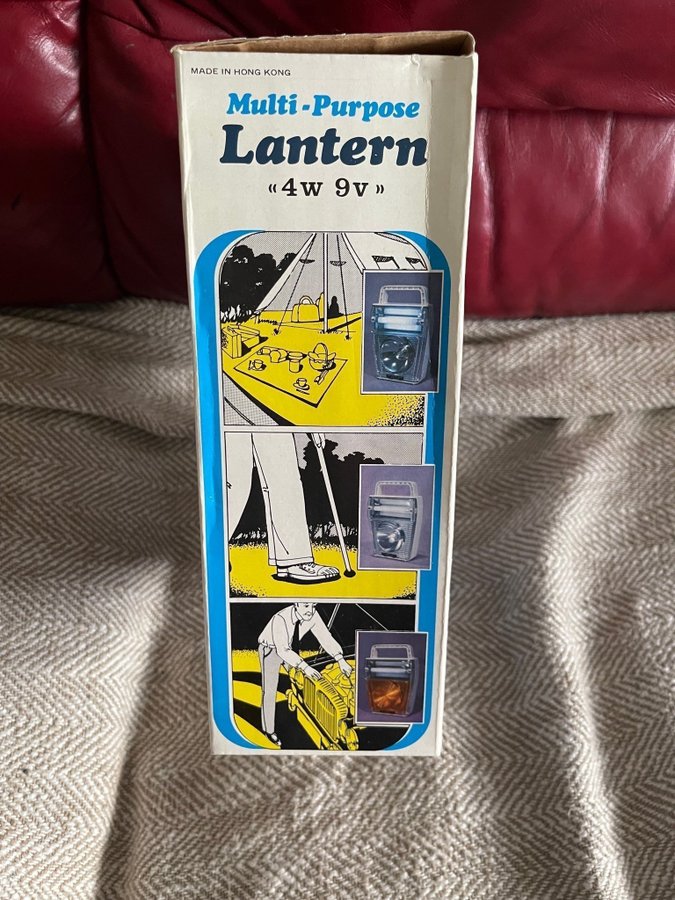 MADE IN HONG KONG
Multi-Purpose
Lantern
«4w 9v»